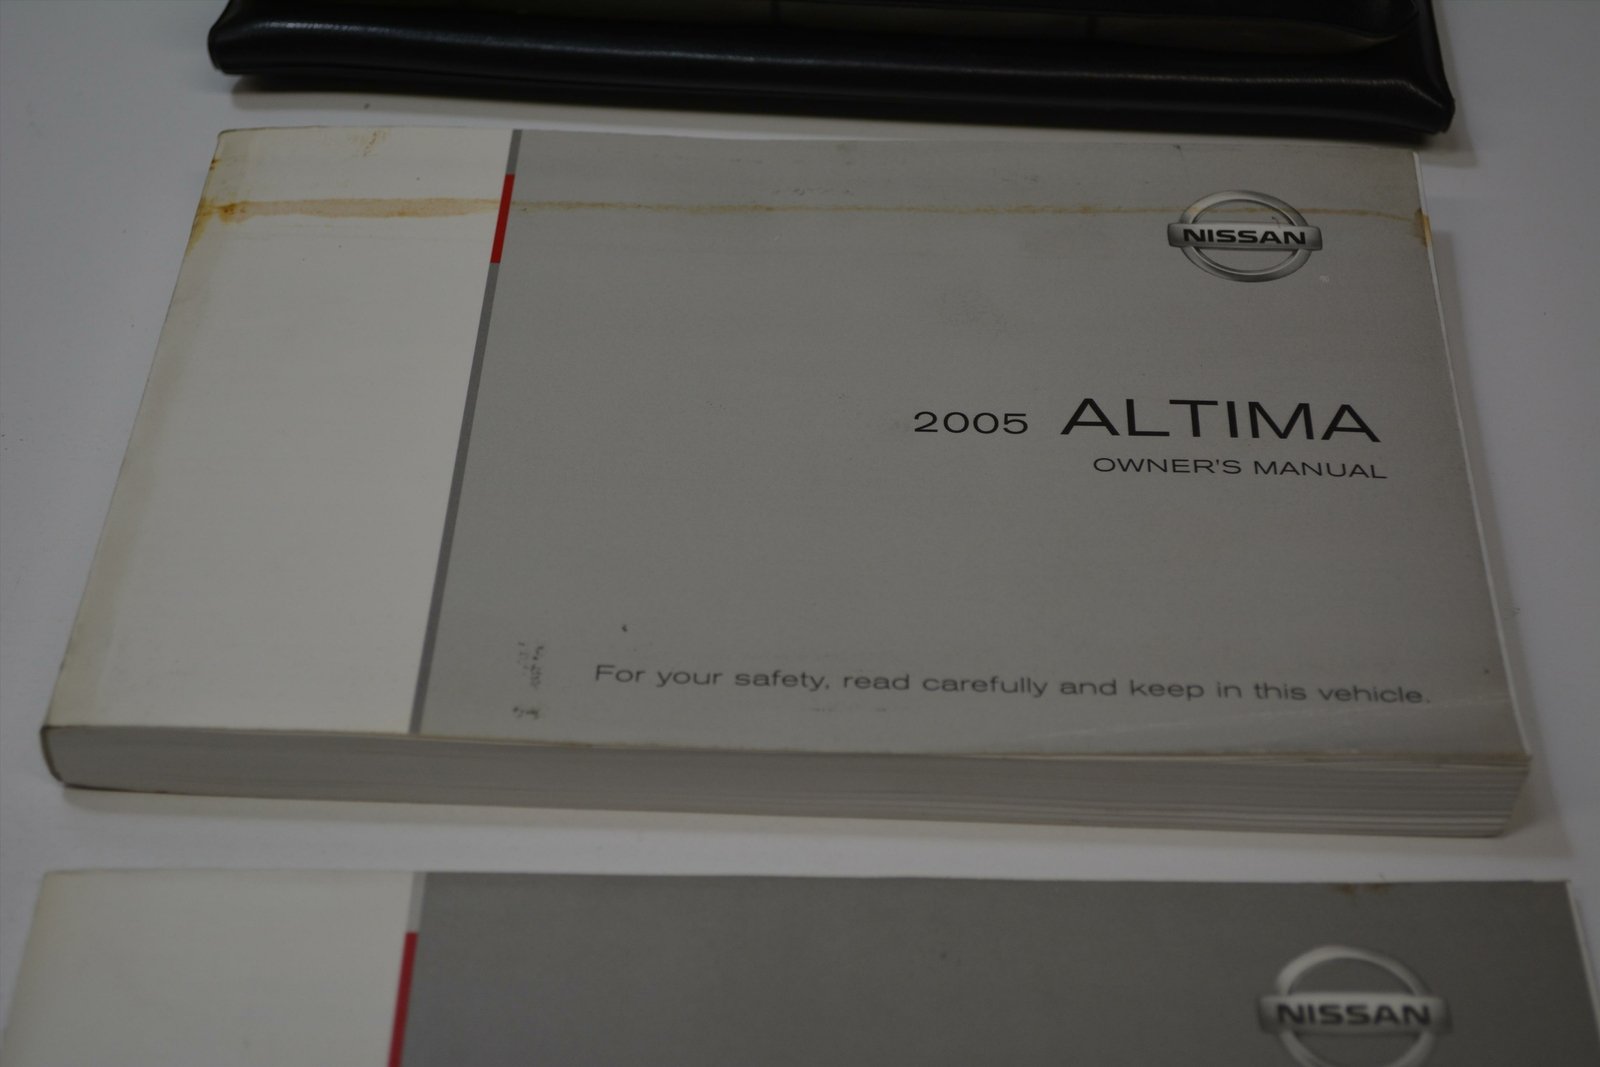 NISSAN
2005 ALTIMA
OWNER'S MANUAL
For your safety, read carefully and keep in this vehicle.
NISSAN